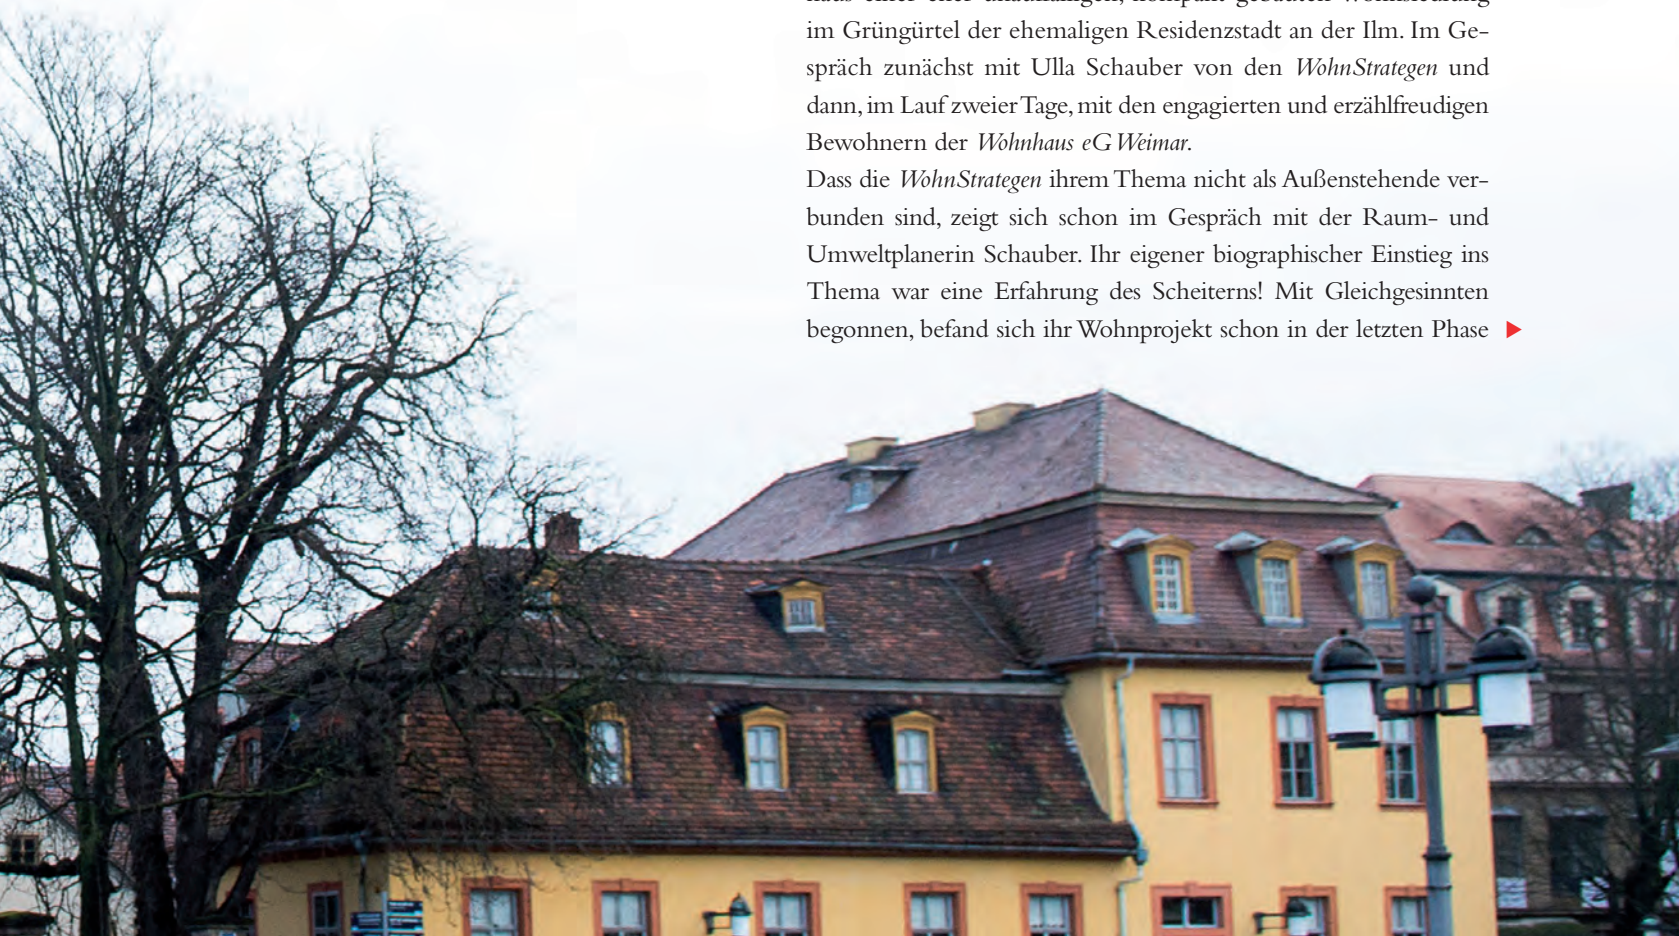 im Grüngürtel der ehemaligen Residenzstadt an der Ilm. Im Ge-
spräch zunächst mit Ulla Schauber von den WohnStrategen und
dann, im Lauf zweier Tage, mit den engagierten und erzählfreudigen
Bewohnern der Wohnhaus eG Weimar.
Dass die WohnStrategen ihrem Thema nicht als Außenstehende ver-
bunden sind, zeigt sich schon im Gespräch mit der Raum- und
Umweltplanerin Schauber. Ihr eigener biographischer Einstieg ins
Thema war eine Erfahrung des Scheiterns! Mit Gleichgesinnten
begonnen, befand sich ihr Wohnprojekt schon in der letzten Phase